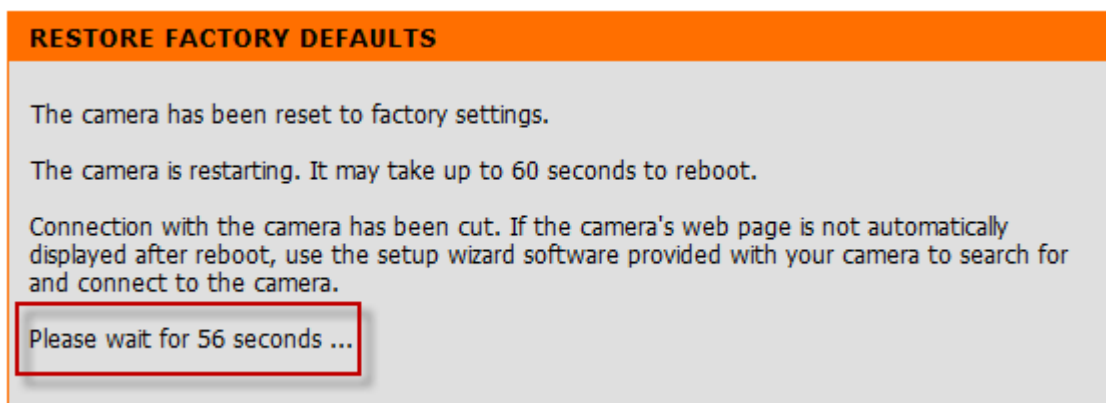 RESTORE FACTORY DEFAULTS
The camera has been reset to factory settings.
The camera is restarting. It may take up to 60 seconds to reboot.
Connection with the camera has been cut. If the camera's web page is not automatically
displayed after reboot, use the setup wizard software provided with your camera to search for
and connect to the camera.
Please wait for 56 seconds ...